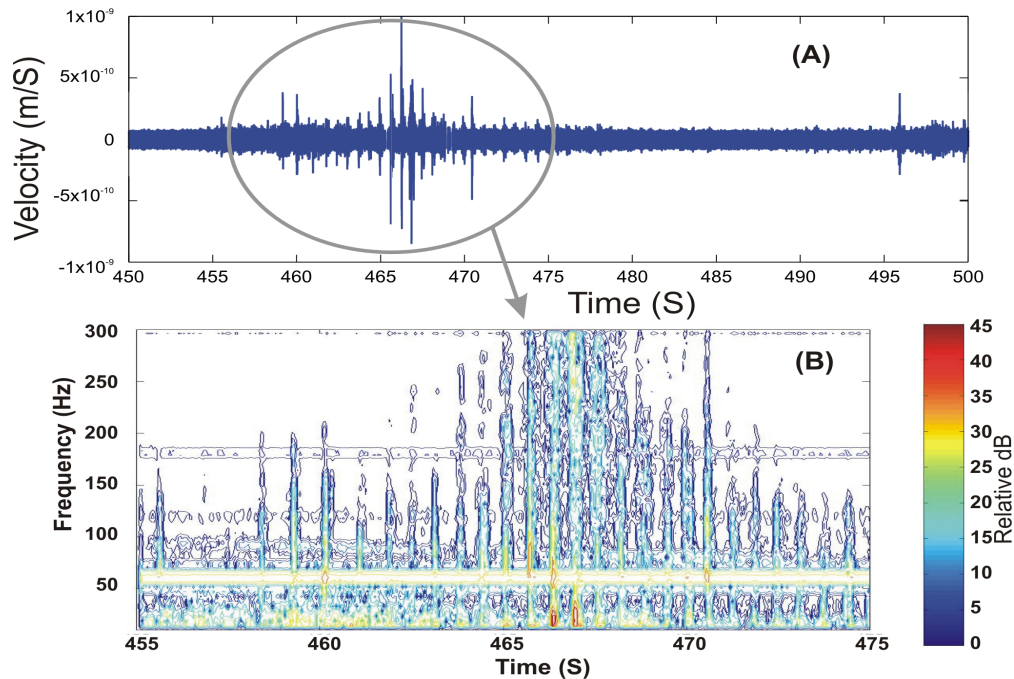 1x10⁻⁹
5x10⁻¹⁰
0
-5x10⁻¹⁰
-1x10⁻⁹
Velocity (m/S)
(A)
450 455 460 465 470 475 480 485 490 495 500
Time (S)
300
250
200
150
100
50
Frequency (Hz)
(B)
455 460 465 470 475
Time (S)
45
40
35
30
25
20
15
10
5
0
Relative dB